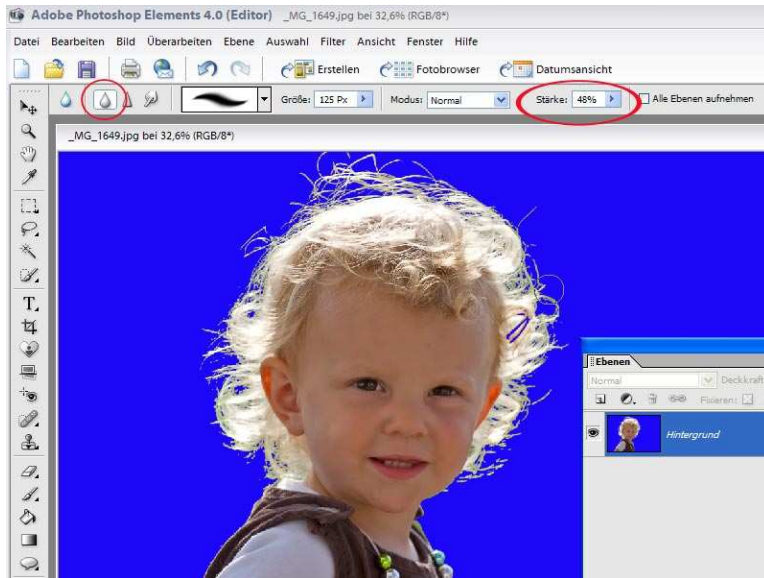 Adobe Photoshop Elements 4.0 (Editor) _MG_1649.jpg bei 32,6% (RGB/8*)
Datei Bearbeiten Bild Überarbeiten Ebene Auswahl Filter Ansicht Fenster Hilfe
Erstellen Fotobrowser Datumsansicht
Größe: 125 Px Modus: Normal Stärke: 48% Alle Ebenen aufnehmen
_MG_1649.jpg bei 32,6% (RGB/8*)
T
Ebenen
Normal Deckkraft
Fixieren:
Hintergrund